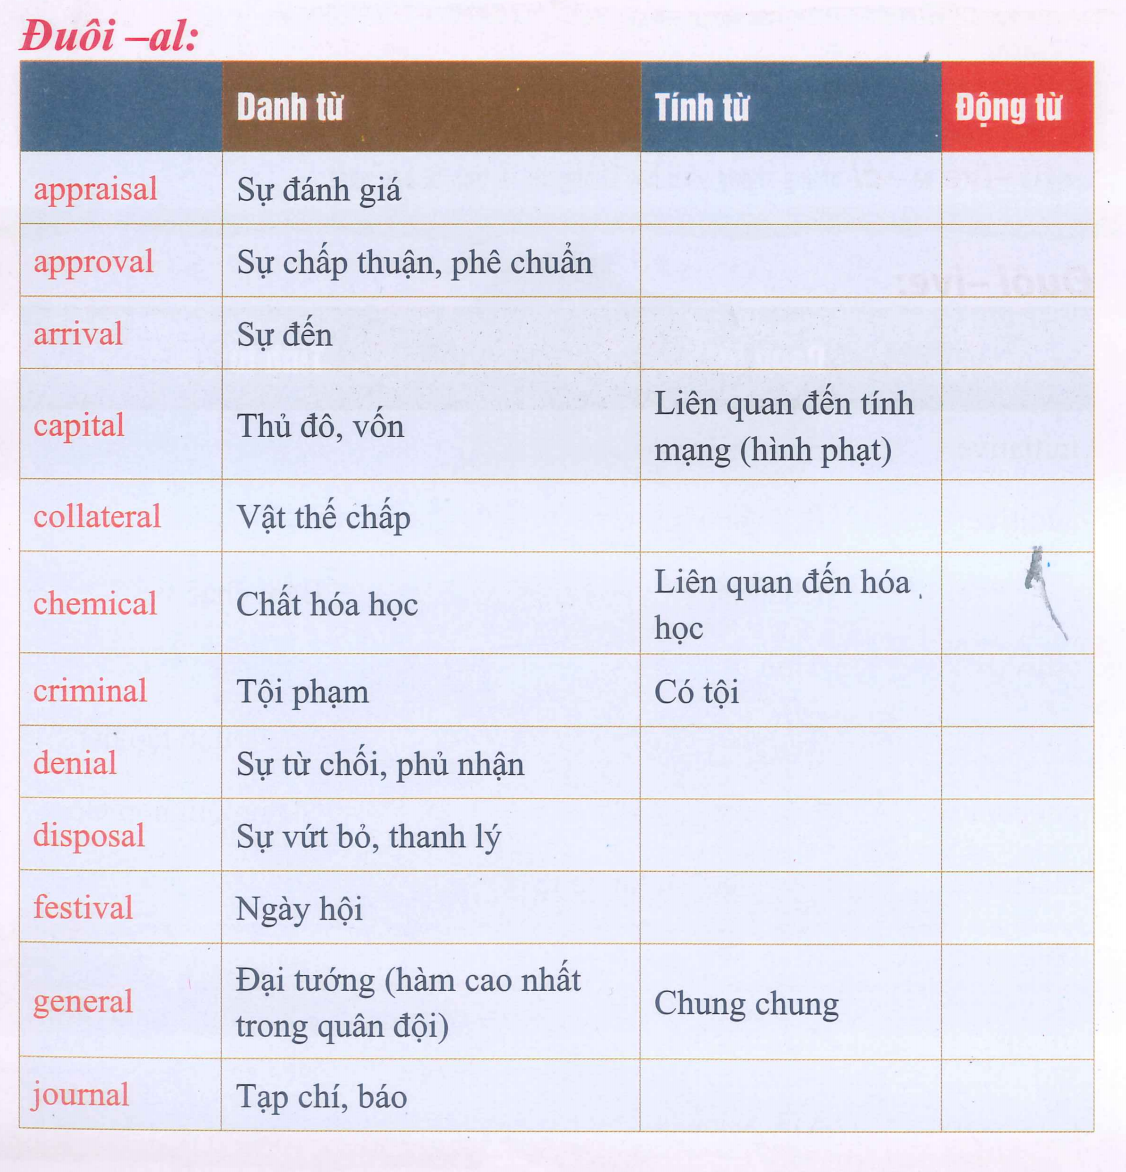 Đuôi –al:
Danh từ Tính từ Động từ
appraisal Sự đánh giá
approval Sự chấp thuận, phê chuẩn
arrival Sự đến
capital Thủ đô, vốn Liên quan đến tính
mạng (hình phạt)
collateral Vật thế chấp
chemical Chất hóa học Liên quan đến hóa
học
criminal Tội phạm Có tội
denial Sự từ chối, phủ nhận
disposal Sự vứt bỏ, thanh lý
festival Ngày hội
general Đại tướng (hàm cao nhất
trong quân đội) Chung chung
journal Tạp chí, báo